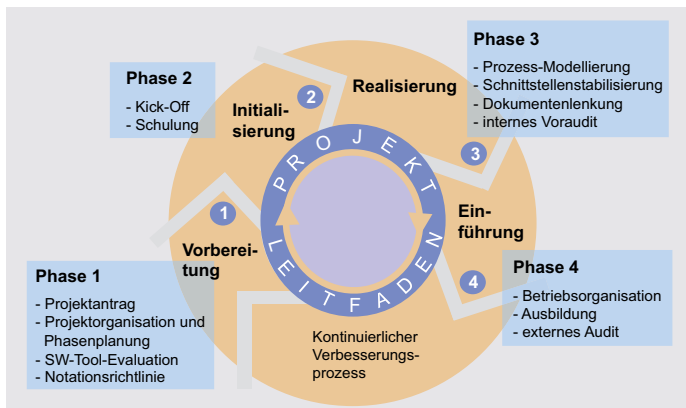 Phase 1
- Projektantrag
- Projektorganisation und
Phasenplanung
- SW-Tool-Evaluation
- Notationsrichtlinie
1
Vorberei-
tung
Phase 2
- Kick-Off
- Schulung
2
Initiali-
sierung
Realisierung
Phase 3
- Prozess-Modellierung
- Schnittstellenstabilisierung
- Dokumentenlenkung
- internes Voraudit
3
Ein-
führung
Phase 4
- Betriebsorganisation
- Ausbildung
- externes Audit
4
PROJEKT
LEITFADEN
Kontinuierlicher
Verbesserungs-
prozess